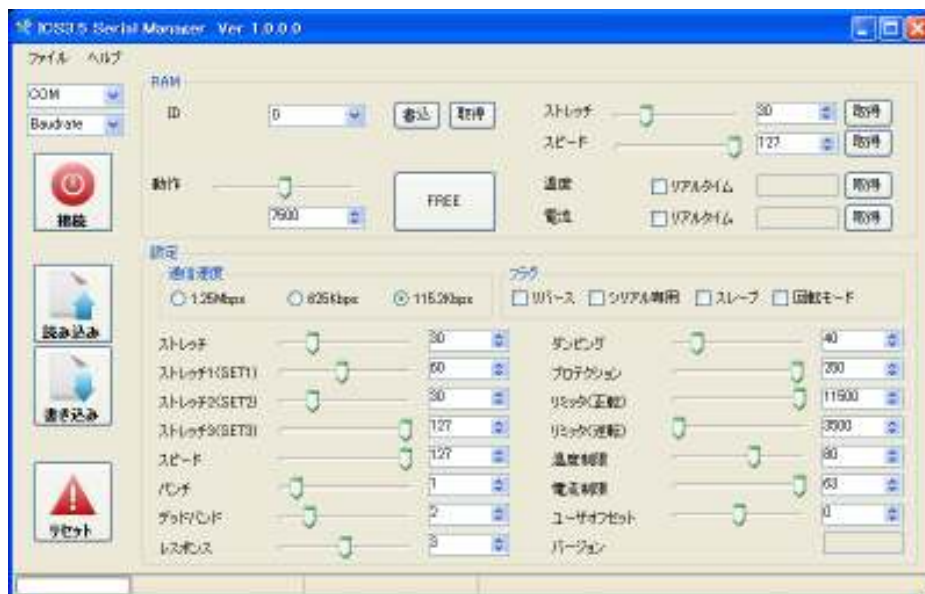 ICS3.5 Serial Manager Ver 1.0.0.0
ファイル ヘルプ
COM
Baudrate
接続
読み込み
書き込み
リセット
RAM
ID 0 書込 取得
ストレッチ 30 取得
スピード 127 取得
動作 7500 FREE
温度 リアルタイム 取得
電流 リアルタイム 取得
設定
通信速度
1.25Mbps 625Kbps 115.2Kbps
フラグ
リバース シリアル専用 スレーブ 回転モード
ストレッチ 30
ストレッチ1(SET1) 60
ストレッチ2(SET2) 30
ストレッチ3(SET3) 127
スピード 127
パンチ 1
デッドバンド 2
レスポンス 3
ダンピング 40
プロテクション 250
リミッタ(正転) 11500
リミッタ(逆転) 3500
温度制限 80
電流制限 63
ユーザオフセット 0
バージョン